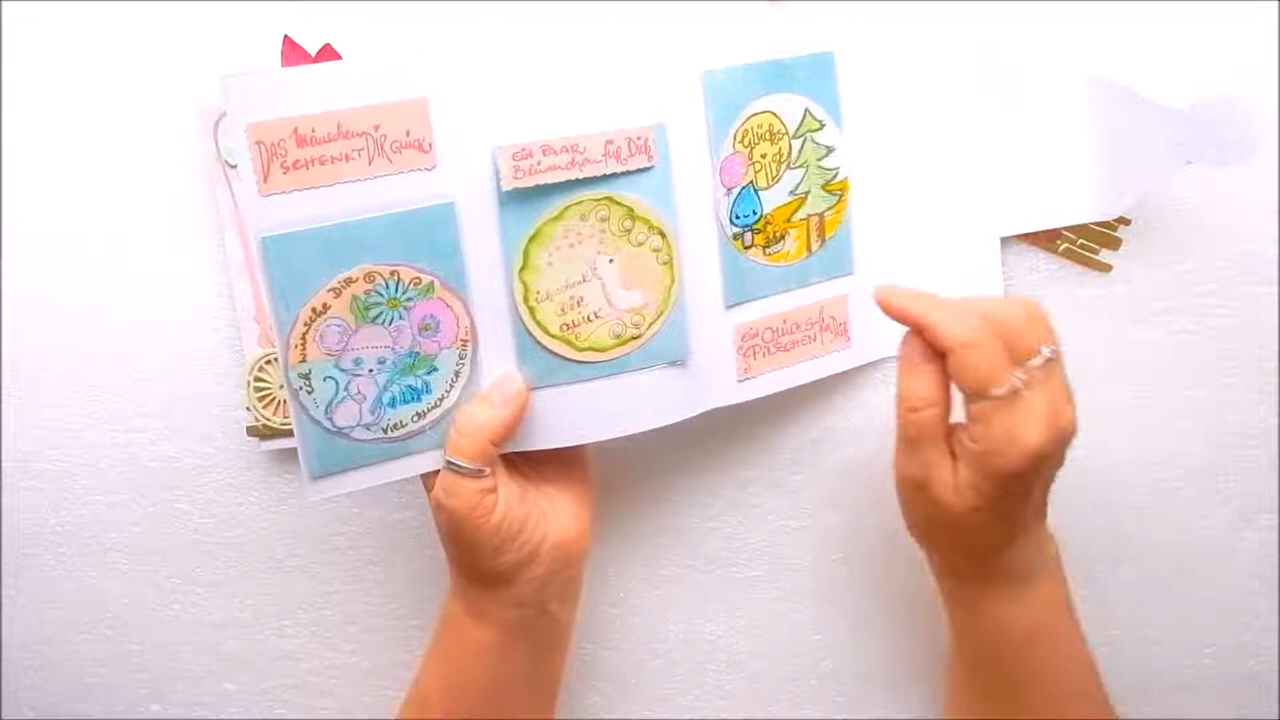 DAS Mäuschen
SCHENKT DIR GLÜCK
...ich wünsche DIR
VIEL GLÜCKLICHSEIN...
EIN PAAR
Blümchen für Dich
ich schenk
DIR
GLÜCK
Glücks
Pilz
EIN GLÜCKS
PILZCHEN für Dich